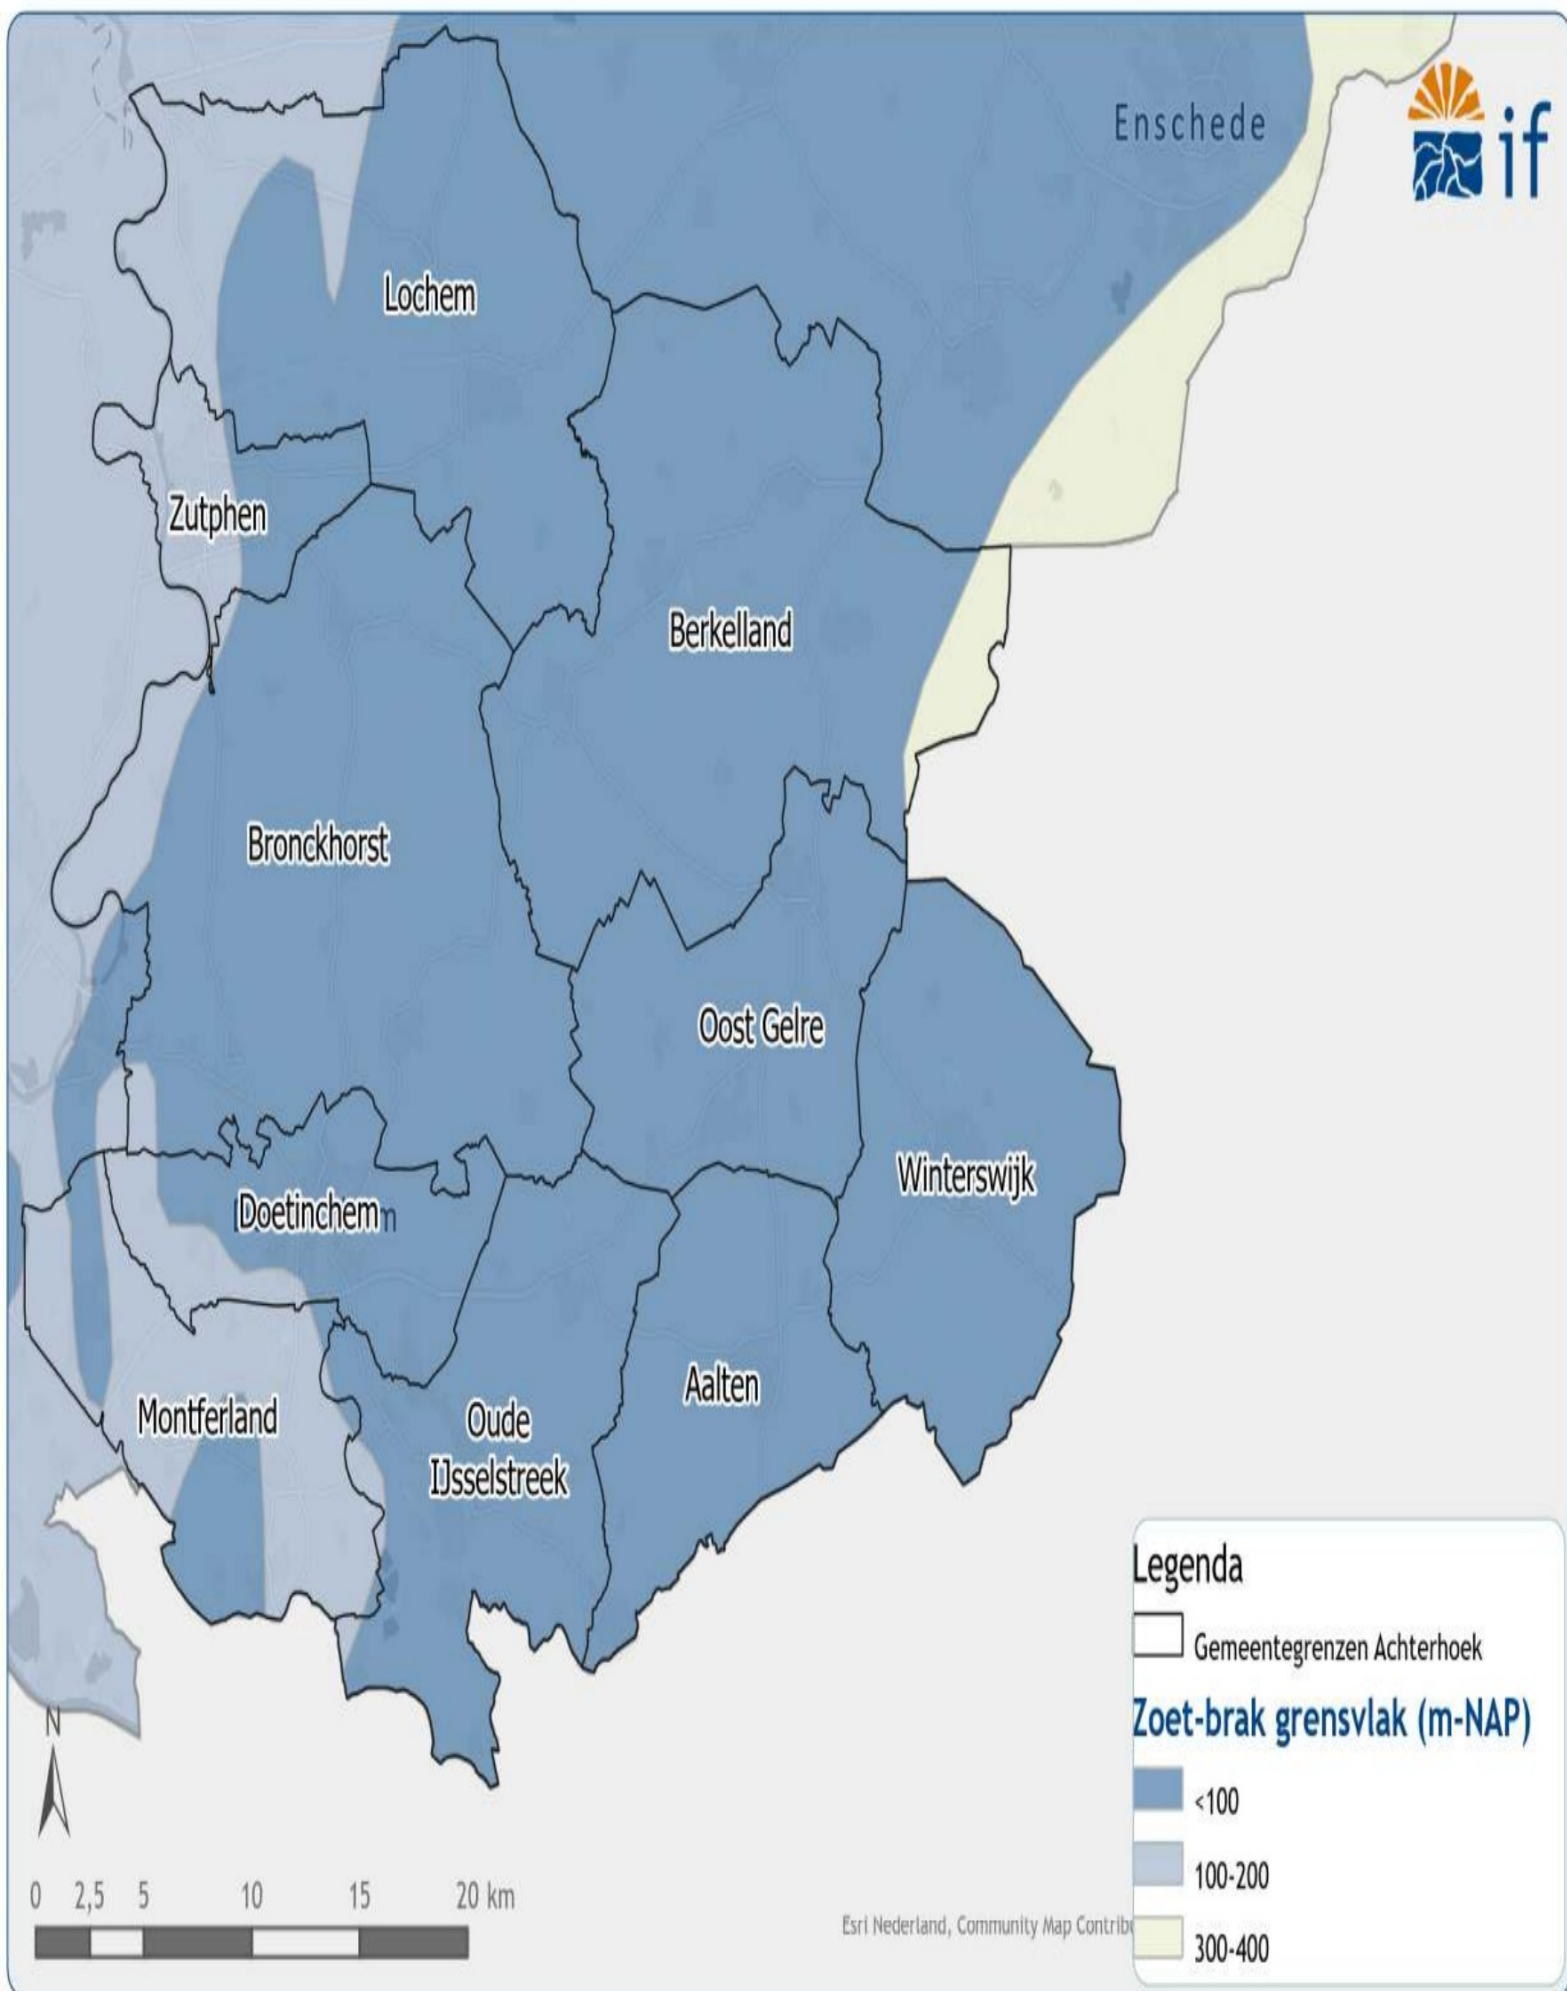 Enschede
if
Lochem
Zutphen
Berkelland
Bronckhorst
Oost Gelre
Winterswijk
Doetinchem
Aalten
Montferland
Oude
IJsselstreek
Legenda
Gemeentegrenzen Achterhoek
Zoet-brak grensvlak (m-NAP)
<100
100-200
300-400
N
0 2,5 5 10 15 20 km
Esri Nederland, Community Map Contribu